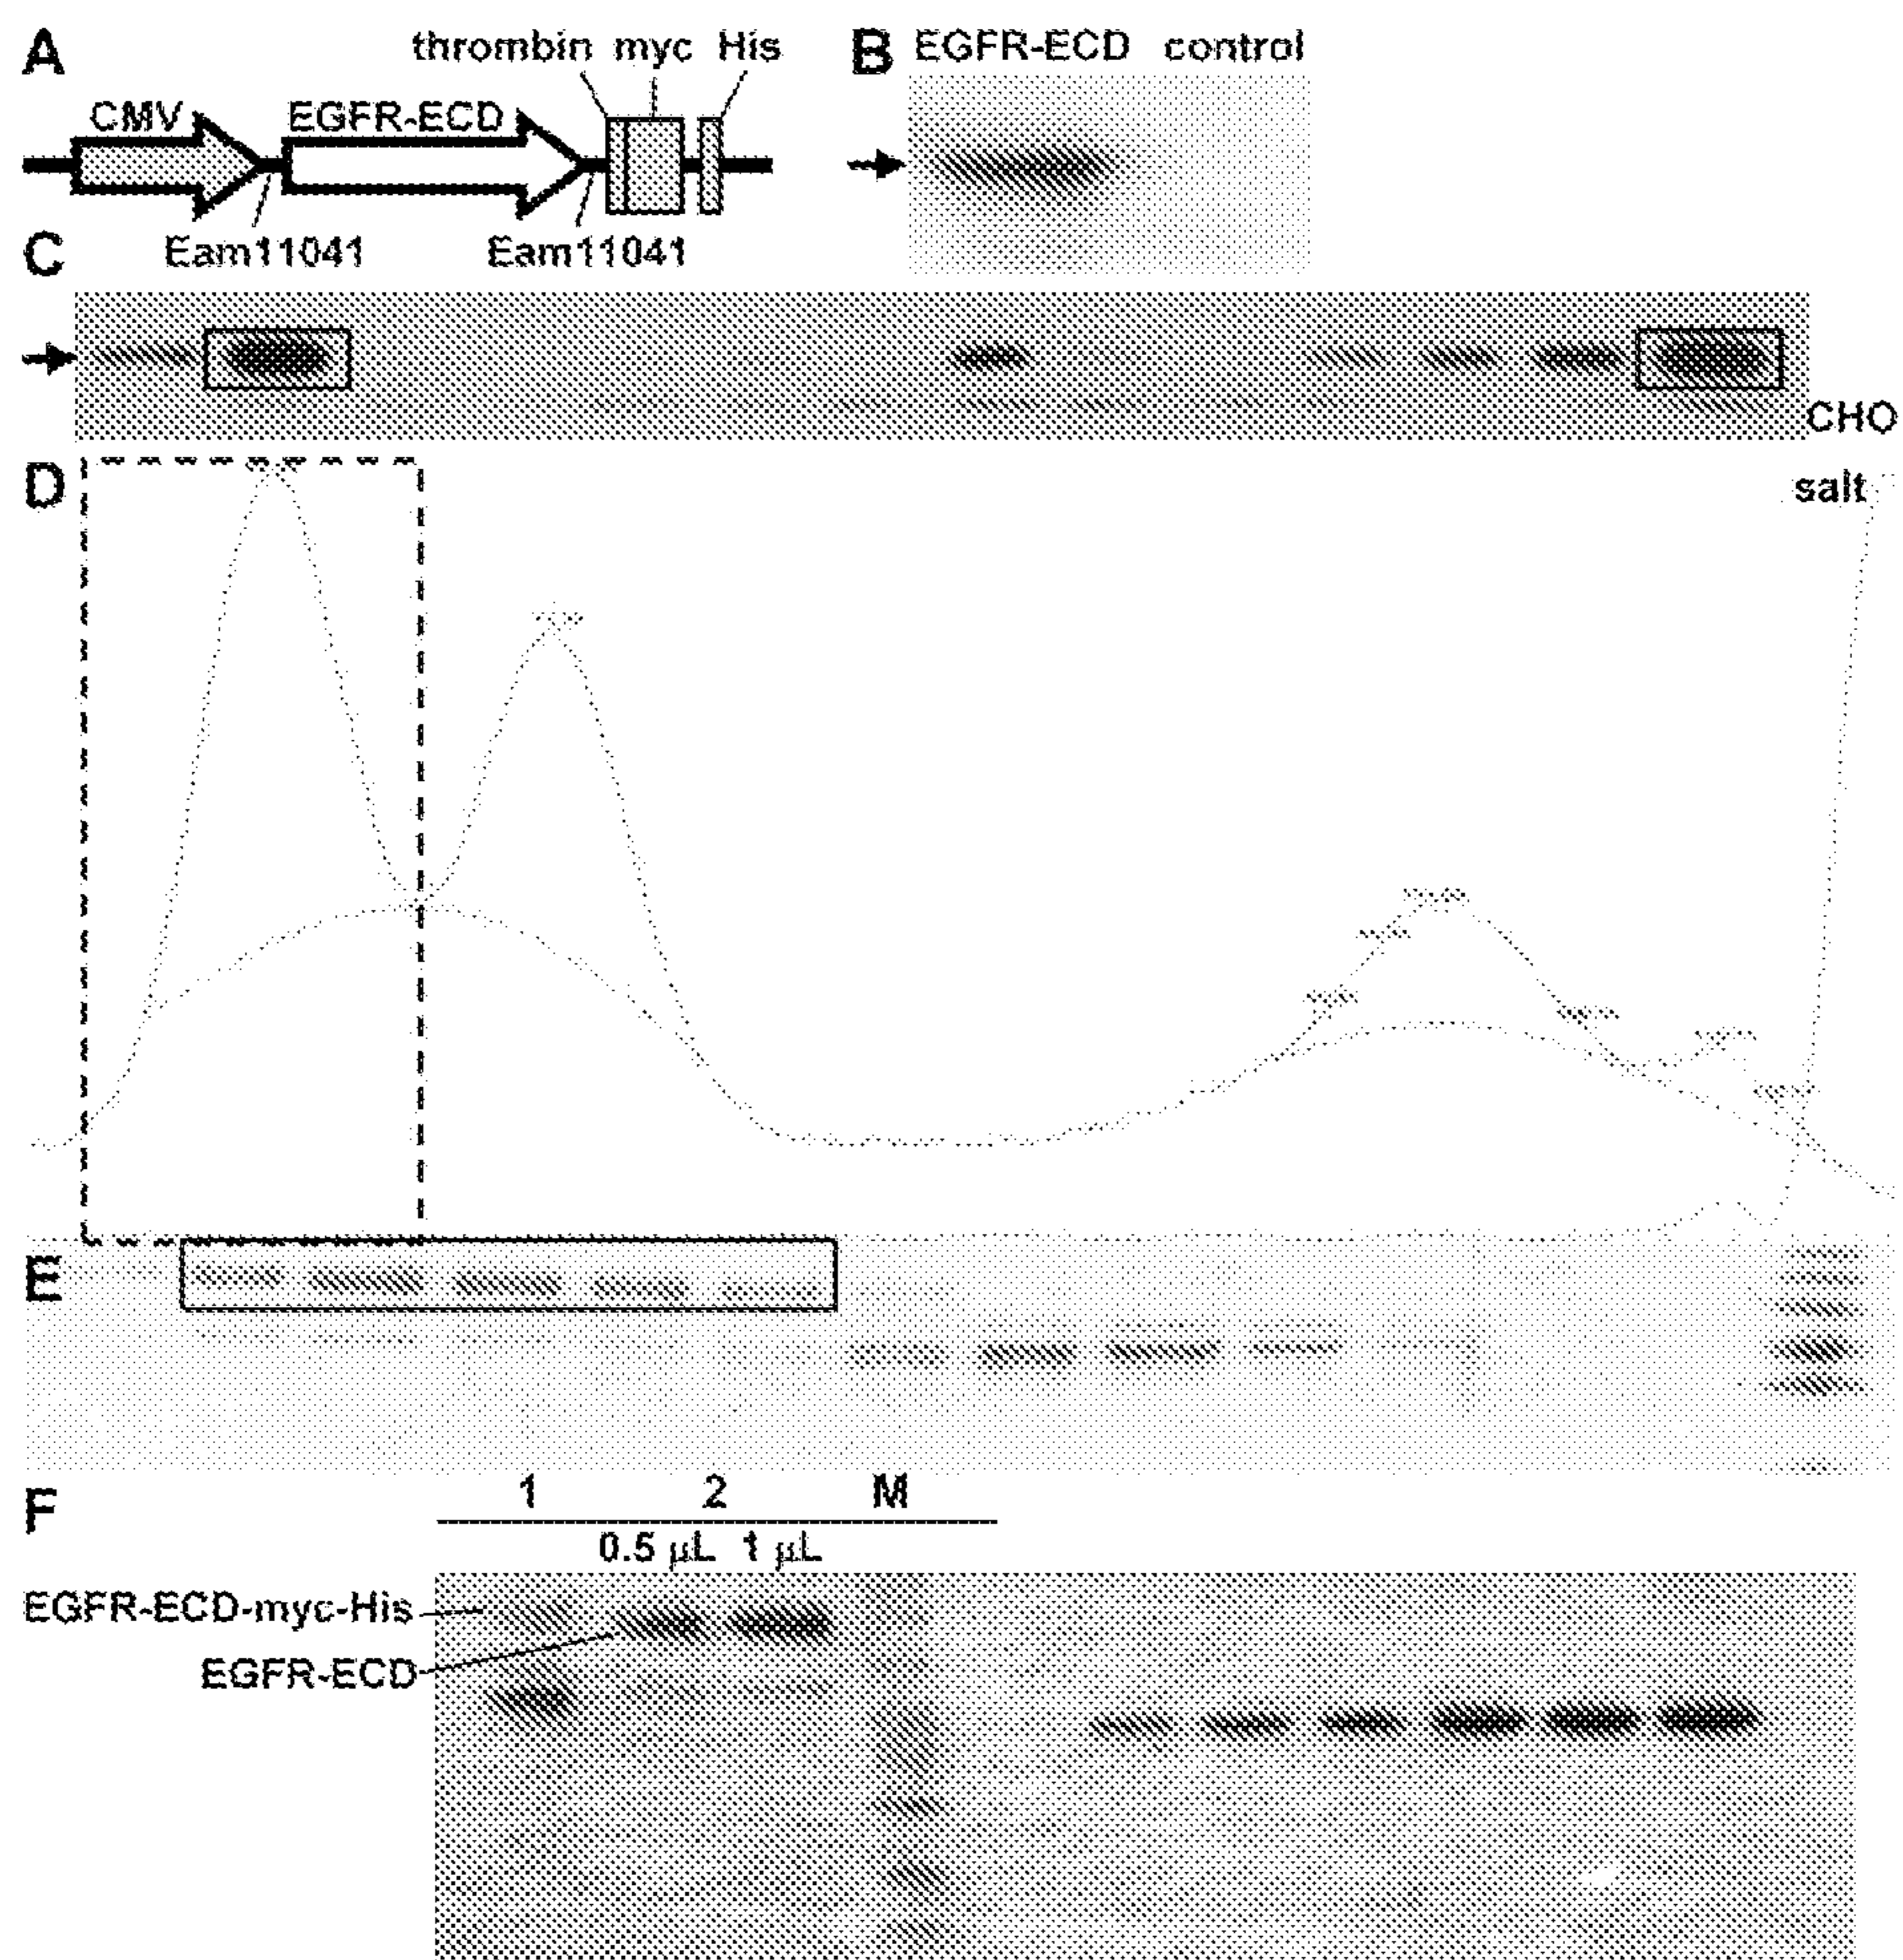 A
thrombin myc His
CMV
EGFR-ECD
Eam11041
Eam11041
B
EGFR-ECD control
C
CHO
D
salt
E
F
1 2 M
0.5 µL 1 µL
EGFR-ECD-myc-His
EGFR-ECD